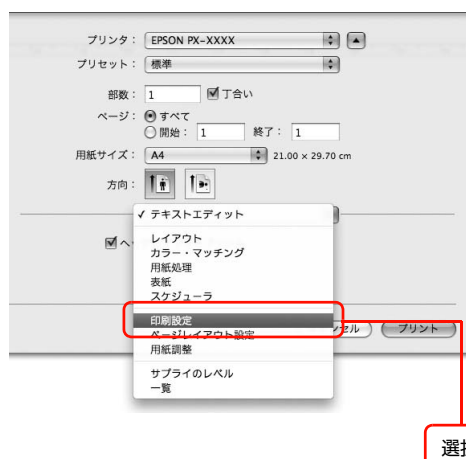 プリンタ： EPSON PX-XXXX
プリセット： 標準
部数： 1 丁合い
ページ： すべて
開始： 1 終了： 1
用紙サイズ： A4 21.00 x 29.70 cm
方向：
✓ テキストエディット
ヘ
レイアウト
カラー・マッチング
用紙処理
表紙
スケジューラ
印刷設定
ページレイアウト設定
用紙調整
サプライのレベル
一覧
セル プリント
選択